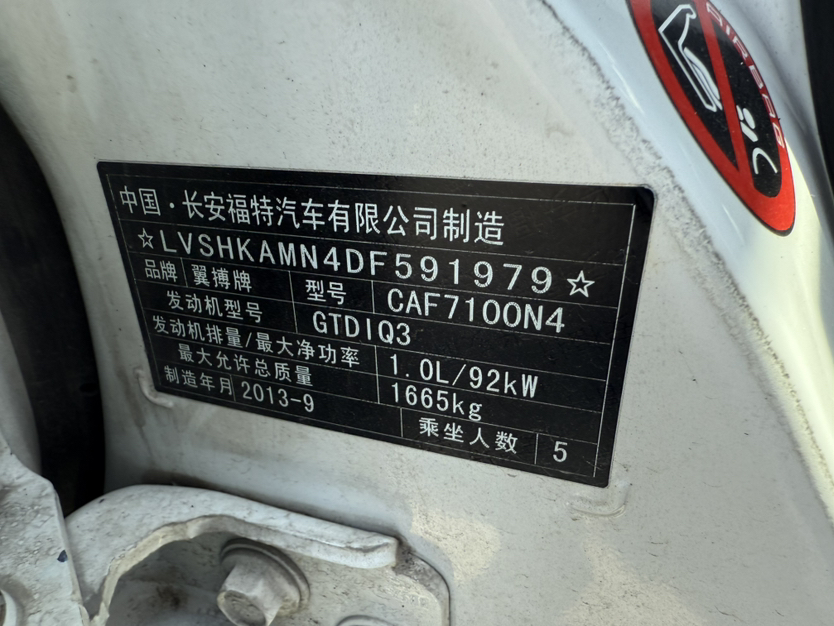 AIRBAG
中国·长安福特汽车有限公司制造
☆LVSHKAMN4DF591979☆
品牌 翼搏牌 型号 CAF7100N4
发动机型号 GTDIQ3
发动机排量/最大净功率 1.0L/92kW
最大允许总质量 1665kg
制造年月 2013-9
乘坐人数 5